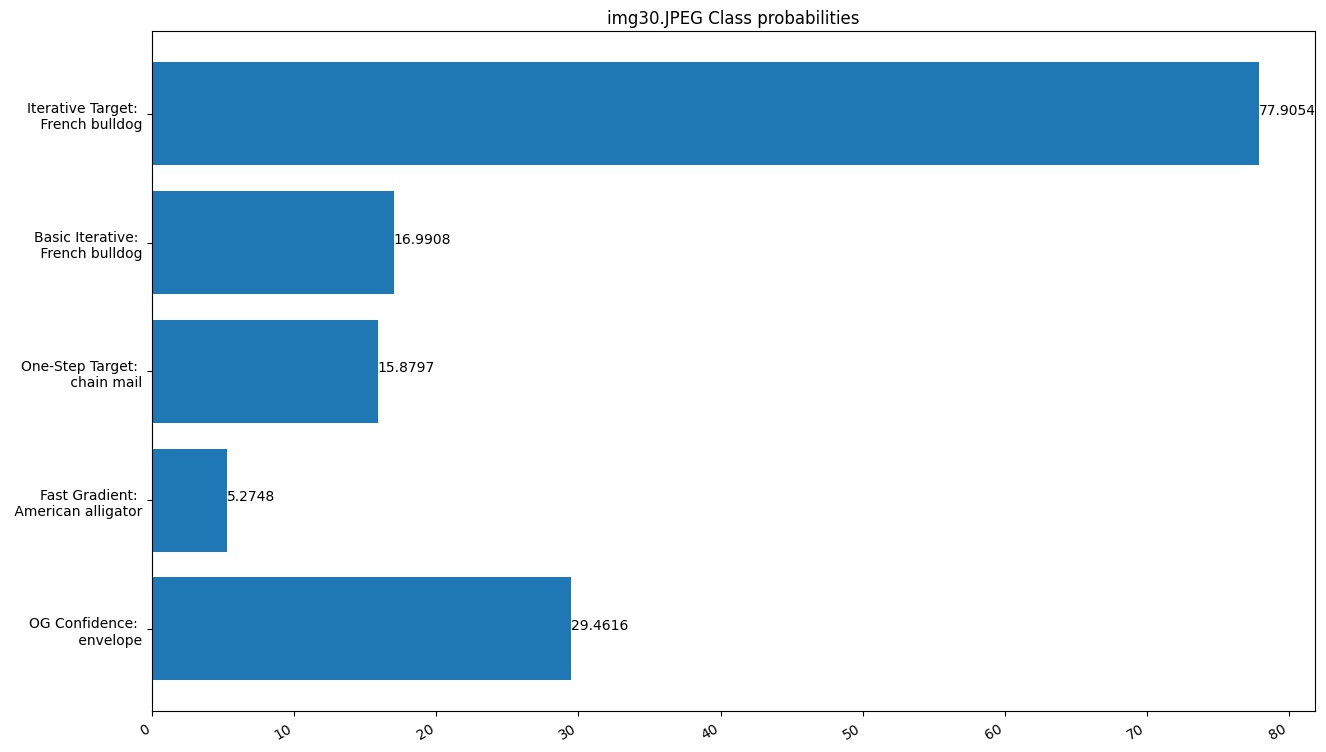 img30.JPEG Class probabilities
Iterative Target:
French bulldog
77.9054
Basic Iterative:
French bulldog
16.9908
One-Step Target:
chain mail
15.8797
Fast Gradient:
American alligator
5.2748
OG Confidence:
envelope
29.4616
0 10 20 30 40 50 60 70 80